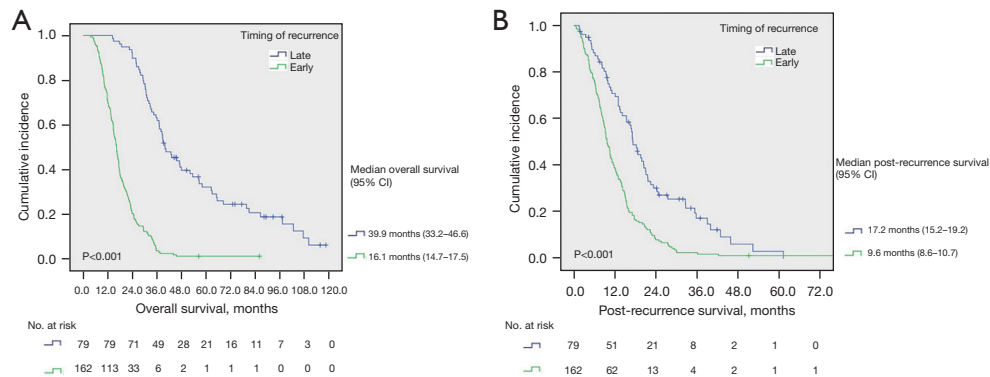 A
Timing of recurrence
Late
Early
Cumulative incidence
1.0
0.8
0.6
0.4
0.2
0.0
P<0.001
0.0 12.0 24.0 36.0 48.0 60.0 72.0 84.0 96.0 108.0 120.0
Overall survival, months
Median overall survival
(95% CI)
39.9 months (33.2–46.6)
16.1 months (14.7–17.5)
No. at risk
79 79 71 49 28 21 16 11 7 3 0
162 113 33 6 2 1 1 1 0 0 0
B
Timing of recurrence
Late
Early
Cumulative incidence
1.0
0.8
0.6
0.4
0.2
0.0
P<0.001
0.0 12.0 24.0 36.0 48.0 60.0 72.0
Post-recurrence survival, months
Median post-recurrence survival
(95% CI)
17.2 months (15.2–19.2)
9.6 months (8.6–10.7)
No. at risk
79 51 21 8 2 1 0
162 62 13 4 2 1 1